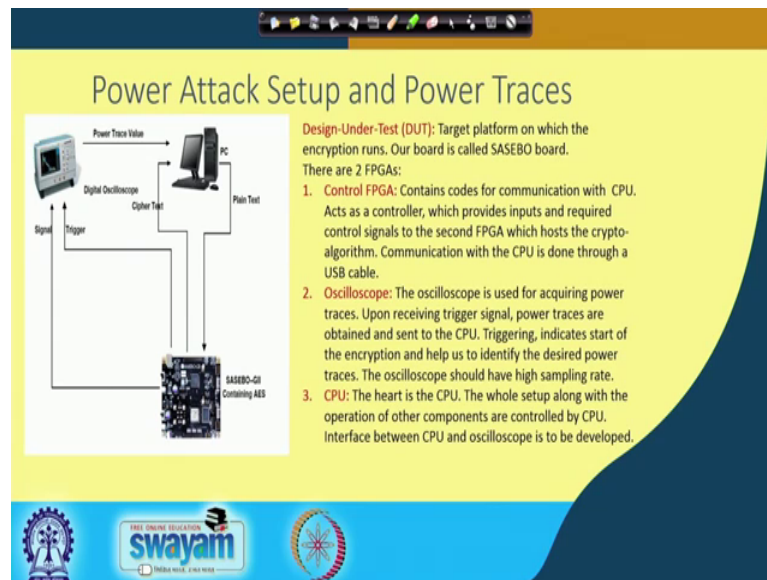 Power Attack Setup and Power Traces
Power Trace Value
PC
Digital Oscilloscope
Cipher Text
Plain Text
Signal
Trigger
SASEBO-GII
Containing AES
Design-Under-Test (DUT): Target platform on which the
encryption runs. Our board is called SASEBO board.
There are 2 FPGAs:
1. Control FPGA: Contains codes for communication with CPU.
Acts as a controller, which provides inputs and required
control signals to the second FPGA which hosts the crypto-
algorithm. Communication with the CPU is done through a
USB cable.
2. Oscilloscope: The oscilloscope is used for acquiring power
traces. Upon receiving trigger signal, power traces are
obtained and sent to the CPU. Triggering, indicates start of
the encryption and help us to identify the desired power
traces. The oscilloscope should have high sampling rate.
3. CPU: The heart is the CPU. The whole setup along with the
operation of other components are controlled by CPU.
Interface between CPU and oscilloscope is to be developed.
FREE ONLINE EDUCATION
swayam